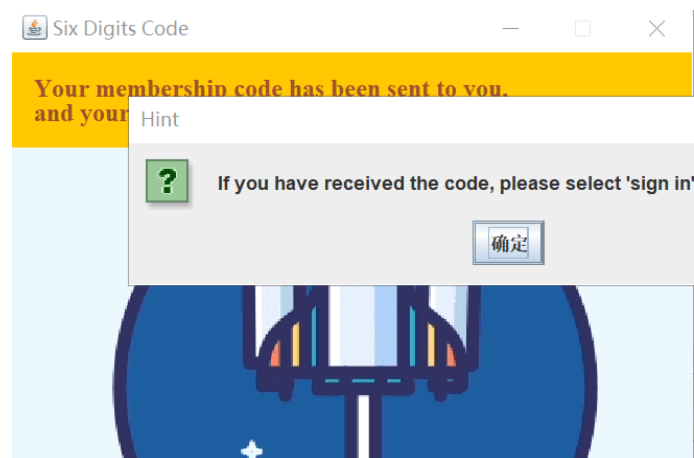 Six Digits Code
Your membership code has been sent to you,
and your
Hint
?
If you have received the code, please select 'sign in'
确定